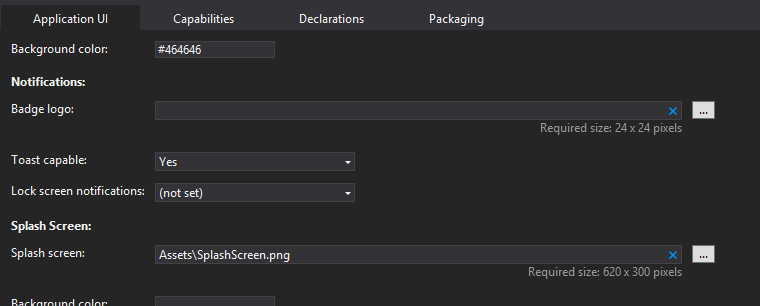 Application UI Capabilities Declarations Packaging
Background color: #464646
Notifications:
Badge logo: ...
Required size: 24 x 24 pixels
Toast capable: Yes
Lock screen notifications: (not set)
Splash Screen:
Splash screen: Assets\SplashScreen.png ...
Required size: 620 x 300 pixels
Background color: